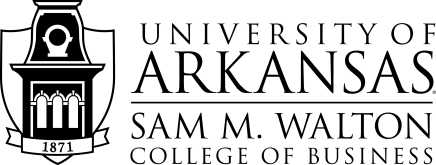 1871
UNIVERSITY OF
ARKANSAS®
SAM M. WALTON
COLLEGE OF BUSINESS